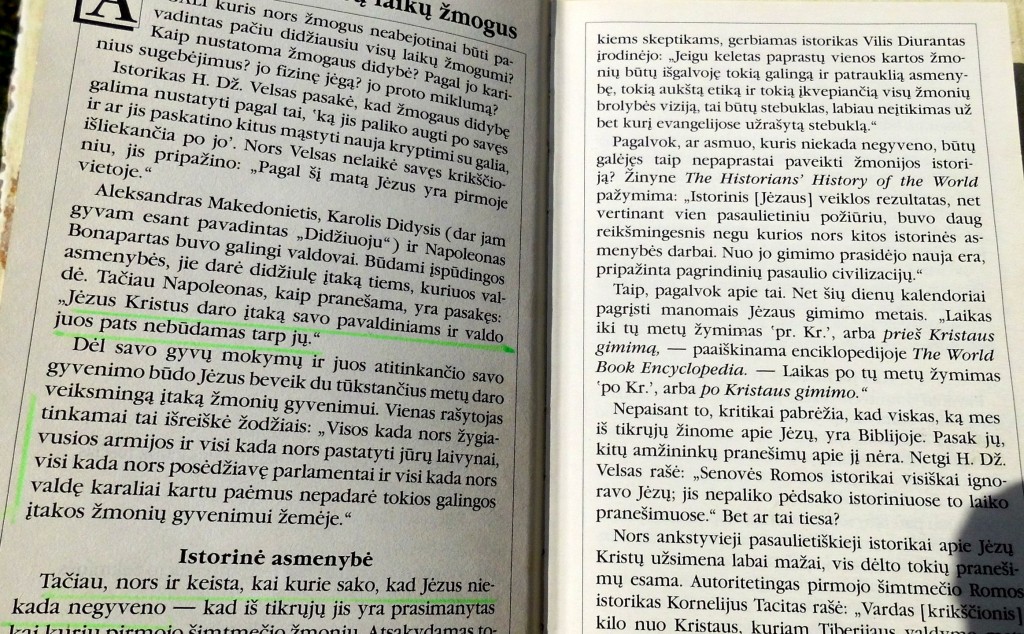 laikų žmogus
A
GALI kuris nors žmogus neabejotinai būti pa-
vadintas pačiu didžiausiu visų laikų žmogumi?
Kaip nustatoma žmogaus didybė? Pagal jo kari-
nius sugebėjimus? jo fizinę jėgą? jo proto miklumą?
Istorikas H. Dž. Velsas pasakė, kad žmogaus didybę
galima nustatyti pagal tai, ‘ką jis paliko augti po savęs
ir ar jis paskatino kitus mąstyti nauja kryptimi su galia,
išliekančia po jo’. Nors Velsas nelaikė savęs krikščio-
niu, jis pripažino: „Pagal šį matą Jėzus yra pirmoje
vietoje.“
Aleksandras Makedonietis, Karolis Didysis (dar jam
gyvam esant pavadintas „Didžiuoju“) ir Napoleonas
Bonapartas buvo galingi valdovai. Būdami įspūdingos
asmenybės, jie darė didžiulę įtaką tiems, kuriuos val-
dė. Tačiau Napoleonas, kaip pranešama, yra pasakęs:
„Jėzus Kristus daro įtaką savo pavaldiniams ir valdo
juos pats nebūdamas tarp jų.“
Dėl savo gyvų mokymų ir juos atitinkančio savo
gyvenimo būdo Jėzus beveik du tūkstančius metų daro
veiksmingą įtaką žmonių gyvenimui. Vienas rašytojas
tinkamai tai išreiškė žodžiais: „Visos kada nors žygia-
vusios armijos ir visi kada nors pastatyti jūrų laivynai,
visi kada nors posėdžiavę parlamentai ir visi kada nors
valdę karaliai kartu paėmus nepadarė tokios galingos
įtakos žmonių gyvenimui žemėje.“
Istorinė asmenybė
Tačiau, nors ir keista, kai kurie sako, kad Jėzus nie-
kada negyveno — kad iš tikrųjų jis yra prasimanytas
kai kurių pirmojo šimtmečio žmonių. Atsakydamas to-
kiems skeptikams, gerbiamas istorikas Vilis Diurantas
įrodinėjo: „Jeigu keletas paprastų vienos kartos žmo-
nių būtų išgalvoję tokią galingą ir patrauklią asmeny-
bę, tokią aukštą etiką ir tokią įkvepiančią visų žmonių
brolybės viziją, tai būtų stebuklas, labiau neįtikimas už
bet kurį evangelijose užrašytą stebuklą.“
Pagalvok, ar asmuo, kuris niekada negyveno, būtų
galėjęs taip nepaprastai paveikti žmonijos istori-
ją? Žinyne The Historians’ History of the World
pažymima: „Istorinis [Jėzaus] veiklos rezultatas, net
vertinant vien pasaulietiniu požiūriu, buvo daug
reikšmingesnis negu kurios nors kitos istorinės as-
menybės darbai. Nuo jo gimimo prasidėjo nauja era,
pripažinta pagrindinių pasaulio civilizacijų.“
Taip, pagalvok apie tai. Net šių dienų kalendoriai
pagrįsti manomais Jėzaus gimimo metais. „Laikas
iki tų metų žymimas ‘pr. Kr.’, arba prieš Kristaus
gimimą, — paaiškinama enciklopedijoje The World
Book Encyclopedia. — Laikas po tų metų žymimas
‘po Kr.’, arba po Kristaus gimimo.“
Nepaisant to, kritikai pabrėžia, kad viskas, ką mes
iš tikrųjų žinome apie Jėzų, yra Biblijoje. Pasak jų,
kitų amžininkų pranešimų apie jį nėra. Netgi H. Dž.
Velsas rašė: „Senovės Romos istorikai visiškai igno-
ravo Jėzų; jis nepaliko pėdsako istoriniuose to laiko
pranešimuose.“ Bet ar tai tiesa?
Nors ankstyvieji pasaulietiškieji istorikai apie Jėzų
Kristų užsimena labai mažai, vis dėlto tokių praneši-
mų esama. Autoritetingas pirmojo šimtmečio Romos
istorikas Kornelijus Tacitas rašė: „Vardas [krikščionis]
kilo nuo Kristaus, kuriam Tiberijaus